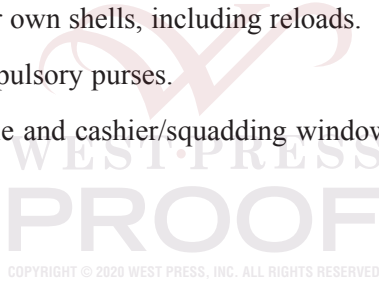 r own shells, including reloads.
pulsory purses.
e and cashier/squadding window
WEST PRESS
PROOF
COPYRIGHT © 2020 WEST PRESS, INC. ALL RIGHTS RESERVED